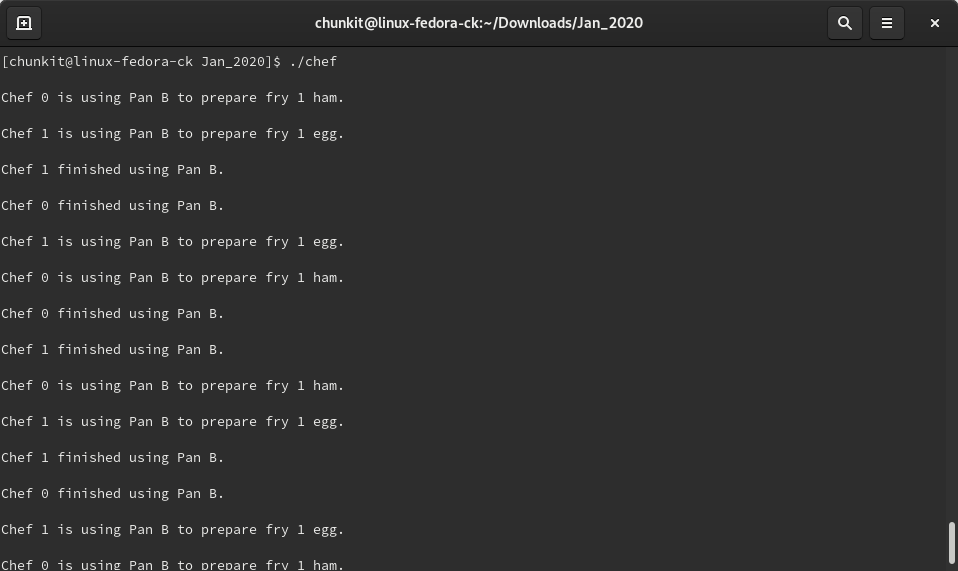 chunkit@linux-fedora-ck:~/Downloads/Jan_2020
[chunkit@linux-fedora-ck Jan_2020]$ ./chef
Chef 0 is using Pan B to prepare fry 1 ham.
Chef 1 is using Pan B to prepare fry 1 egg.
Chef 1 finished using Pan B.
Chef 0 finished using Pan B.
Chef 1 is using Pan B to prepare fry 1 egg.
Chef 0 is using Pan B to prepare fry 1 ham.
Chef 0 finished using Pan B.
Chef 1 finished using Pan B.
Chef 0 is using Pan B to prepare fry 1 ham.
Chef 1 is using Pan B to prepare fry 1 egg.
Chef 1 finished using Pan B.
Chef 0 finished using Pan B.
Chef 1 is using Pan B to prepare fry 1 egg.
Chef 0 is using Pan B to prepare fry 1 ham.